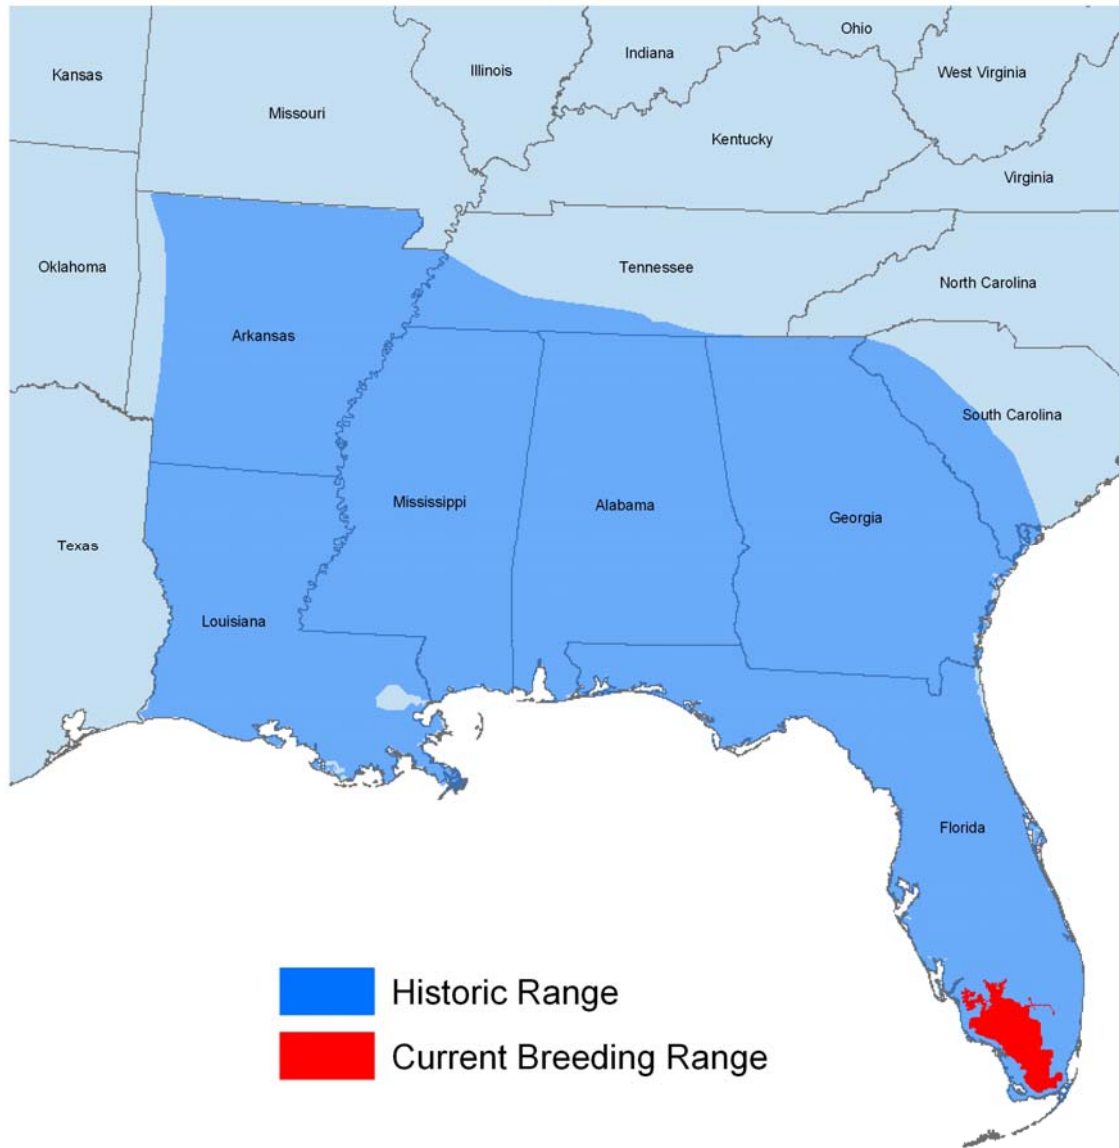 Ohio
Indiana
Illinois
West Virginia
Kansas
Missouri
Kentucky
Virginia
Oklahoma
Tennessee
North Carolina
Arkansas
South Carolina
Mississippi
Alabama
Georgia
Texas
Louisiana
Florida
Historic Range
Current Breeding Range